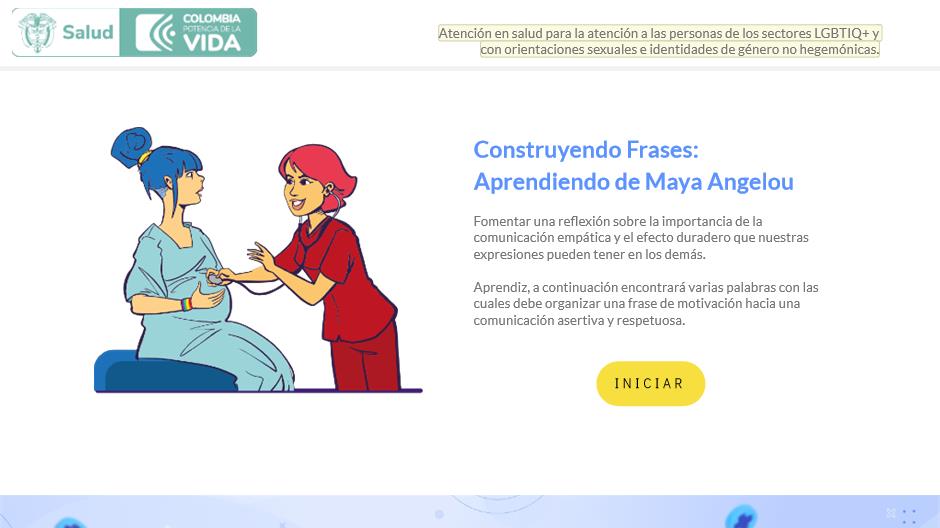 Salud
COLOMBIA
POTENCIA DE LA
VIDA
Atención en salud para la atención a las personas de los sectores LGBTIQ+ y
con orientaciones sexuales e identidades de género no hegemónicas.
Construyendo Frases:
Aprendiendo de Maya Angelou
Fomentar una reflexión sobre la importancia de la
comunicación empática y el efecto duradero que nuestras
expresiones pueden tener en los demás.
Aprendiz, a continuación encontrará varias palabras con las
cuales debe organizar una frase de motivación hacia una
comunicación asertiva y respetuosa.
INICIAR